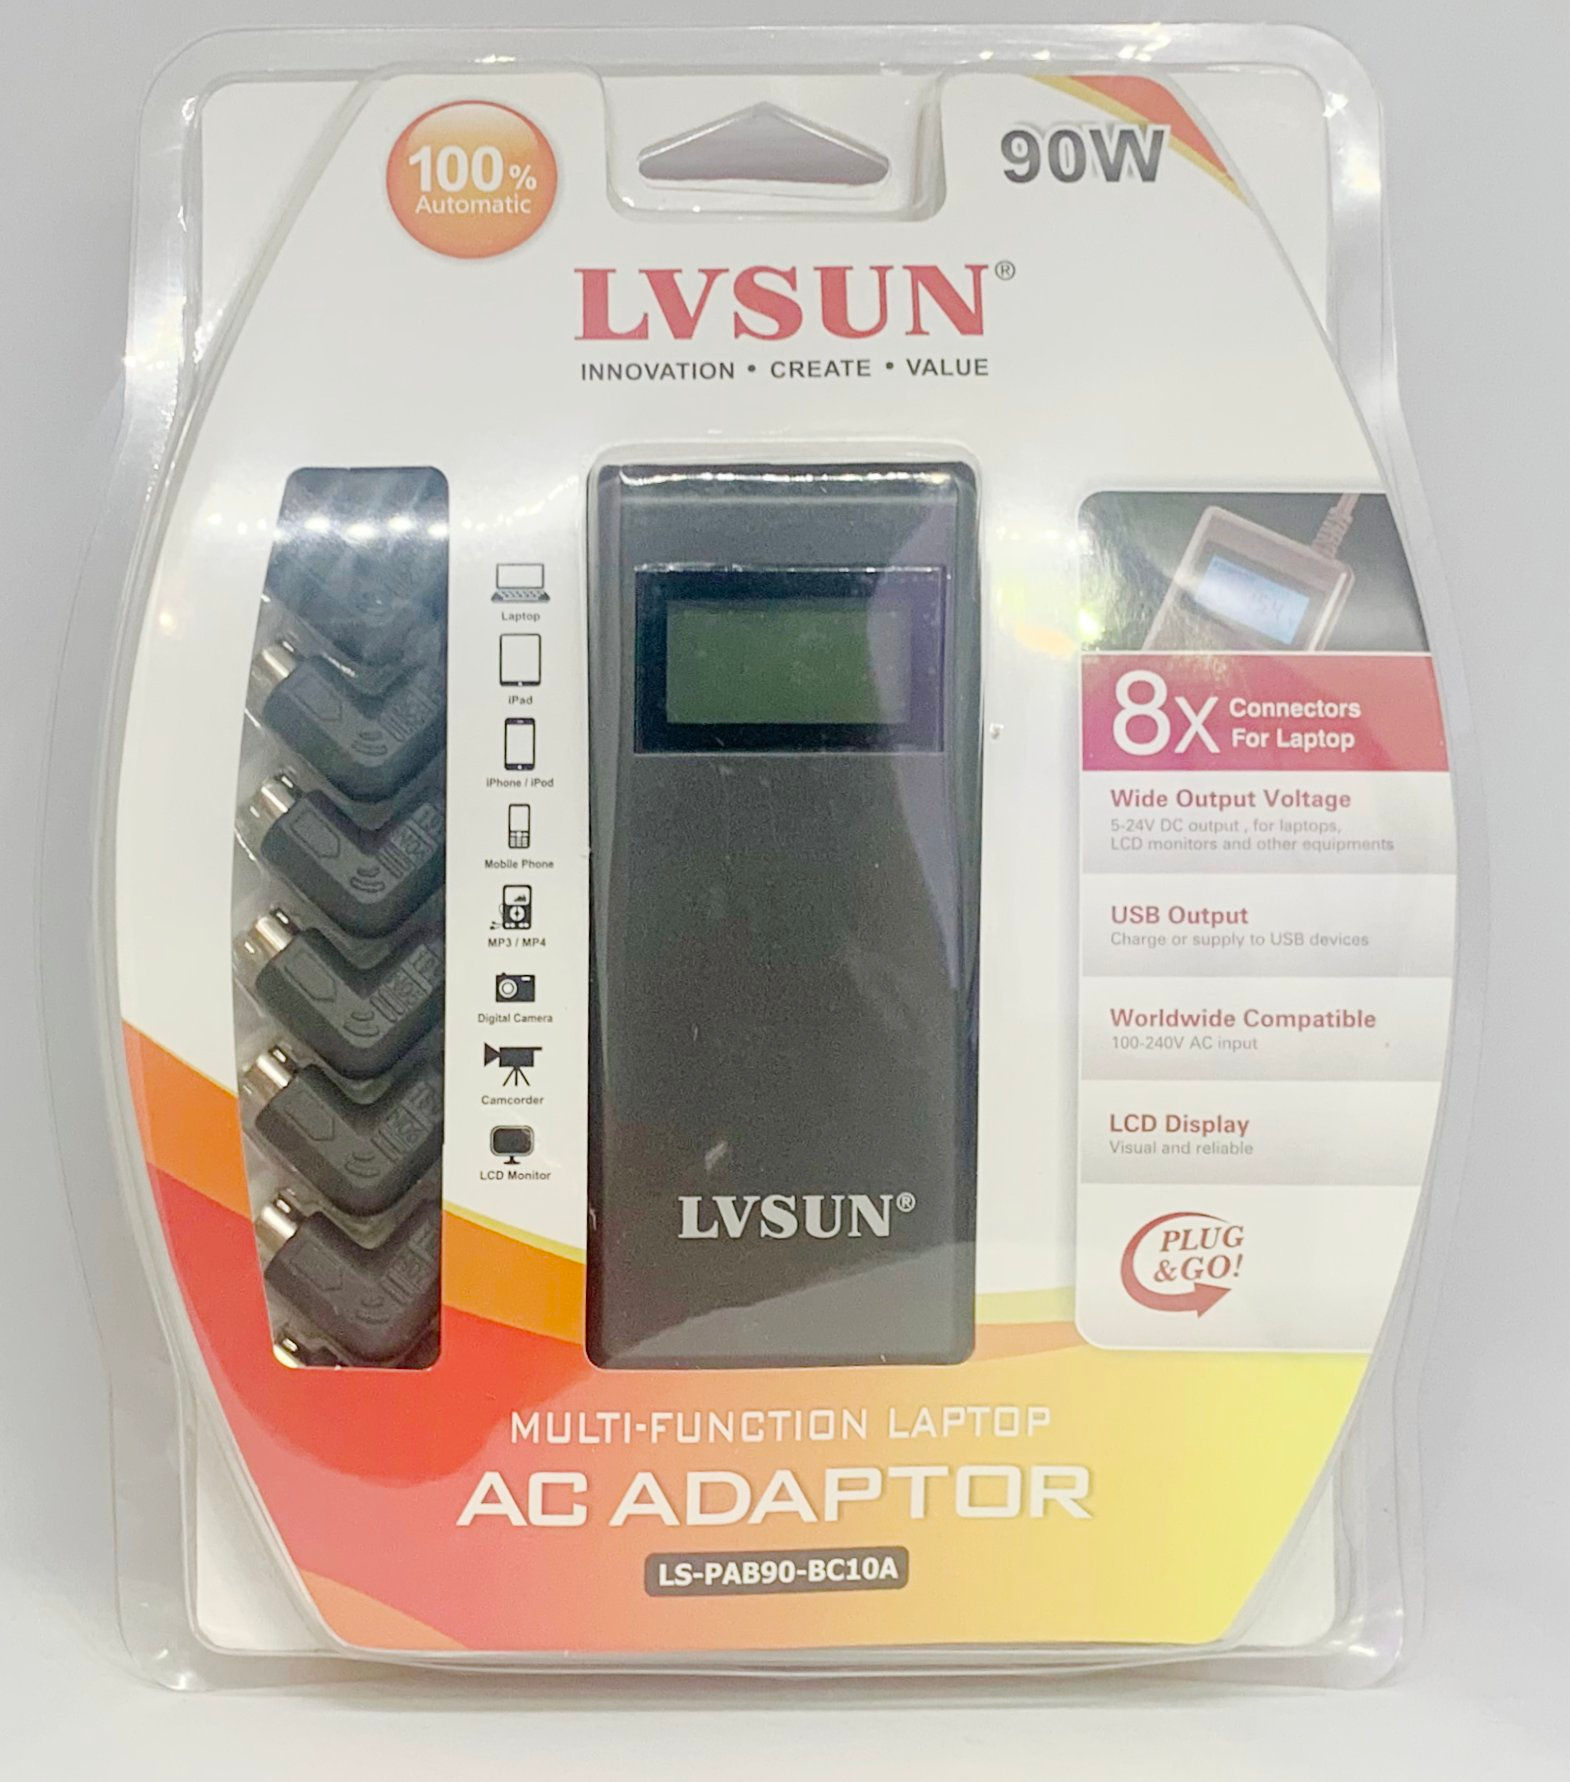 100%
Automatic
90W
LVSUN®
INNOVATION • CREATE • VALUE
Laptop
iPad
iPhone / iPod
Mobile Phone
MP3 / MP4
Digital Camera
Camcorder
LCD Monitor
LVSUN®
8X Connectors
For Laptop
Wide Output Voltage
5-24V DC output , for laptops,
LCD monitors and other equipments
USB Output
Charge or supply to USB devices
Worldwide Compatible
100-240V AC input
LCD Display
Visual and reliable
PLUG
&GO!
MULTI-FUNCTION LAPTOP
AC ADAPTOR
LS-PAB90-BC10A